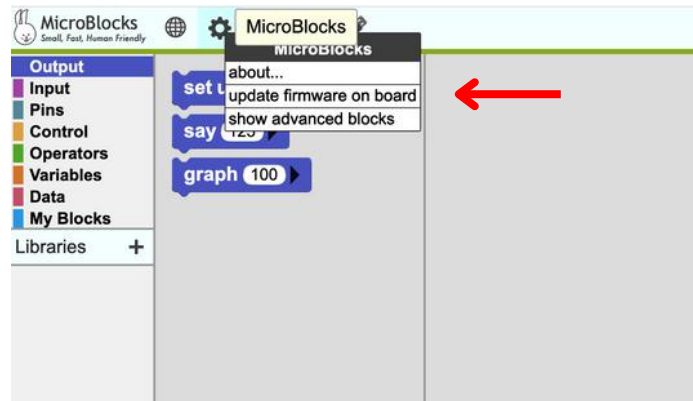 MicroBlocks
Small, Fast, Human Friendly
MicroBlocks
MicroBlocks
about...
update firmware on board
show advanced blocks
Output
Input
Pins
Control
Operators
Variables
Data
My Blocks
Libraries +
set
say 123
graph 100